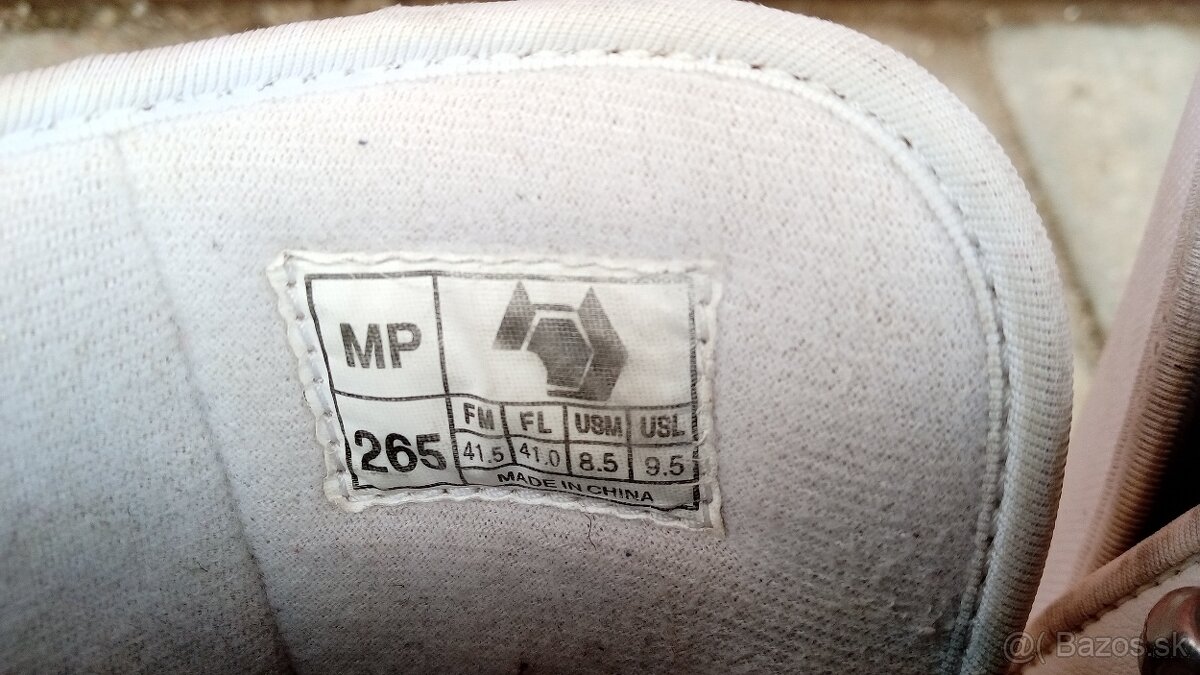 MP
265
FM FL USM USL
41.5 41.0 8.5 9.5
MADE IN CHINA
@( Bazos.sk